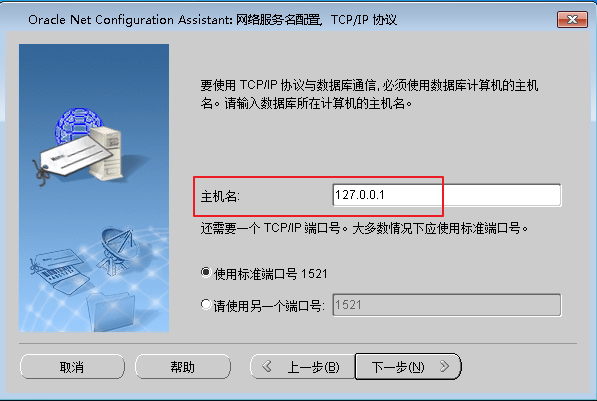 Oracle Net Configuration Assistant: 网络服务名配置, TCP/IP 协议
要使用 TCP/IP 协议与数据库通信, 必须使用数据库计算机的主机
名。请输入数据库所在计算机的主机名。
主机名: 127.0.0.1
还需要一个 TCP/IP 端口号。大多数情况下应使用标准端口号。
使用标准端口号 1521
请使用另一个端口号: 1521
取消 帮助 上一步(B) 下一步(N)